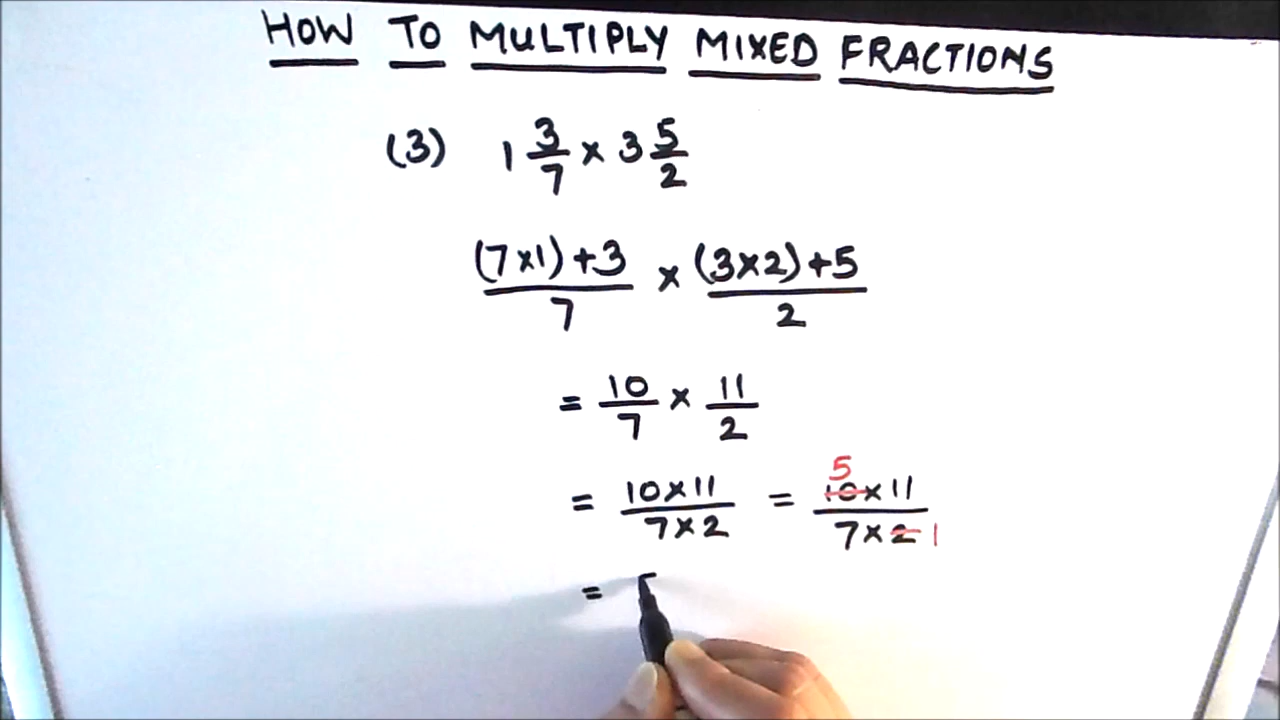 HOW TO MULTIPLY MIXED FRACTIONS
(3) 1 3/7 × 3 5/2
(7×1)+3/7 × (3×2)+5/2
= 10/7 × 11/2
= 10×11/7×2 = 5 10×11/7×2 1
=